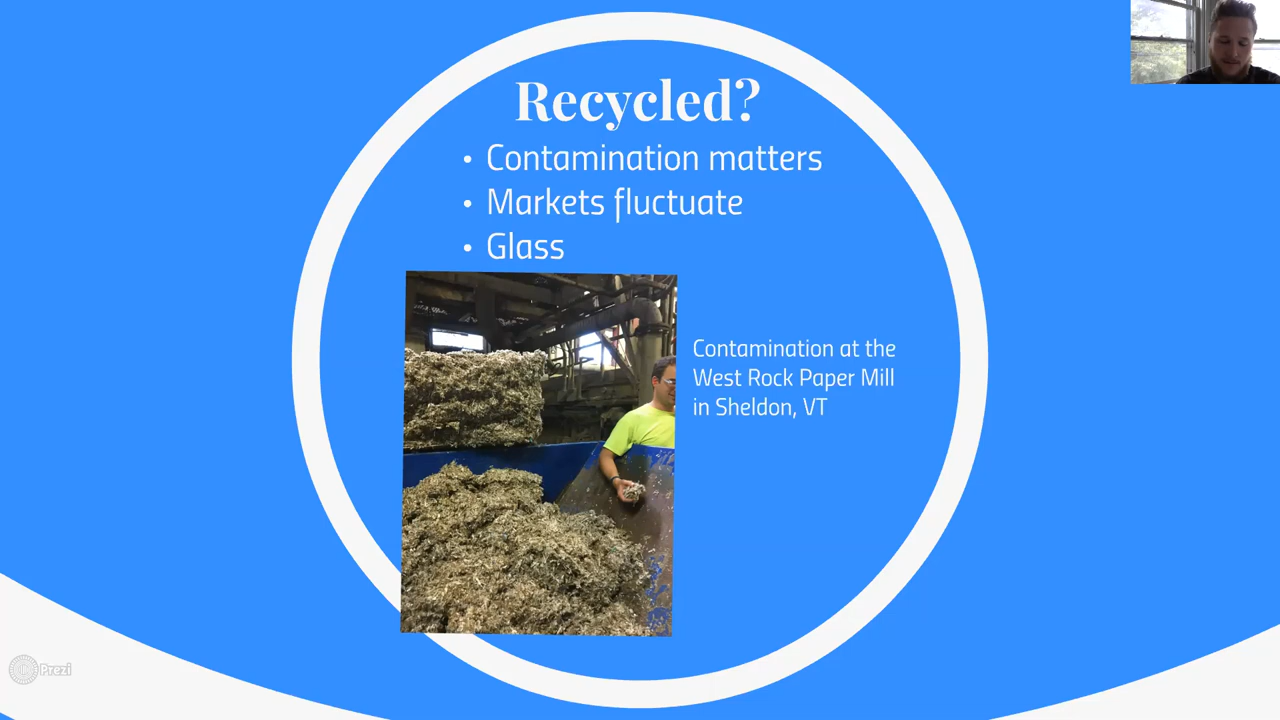 Recycled?
• Contamination matters
• Markets fluctuate
• Glass
Contamination at the
West Rock Paper Mill
in Sheldon, VT
Prezi